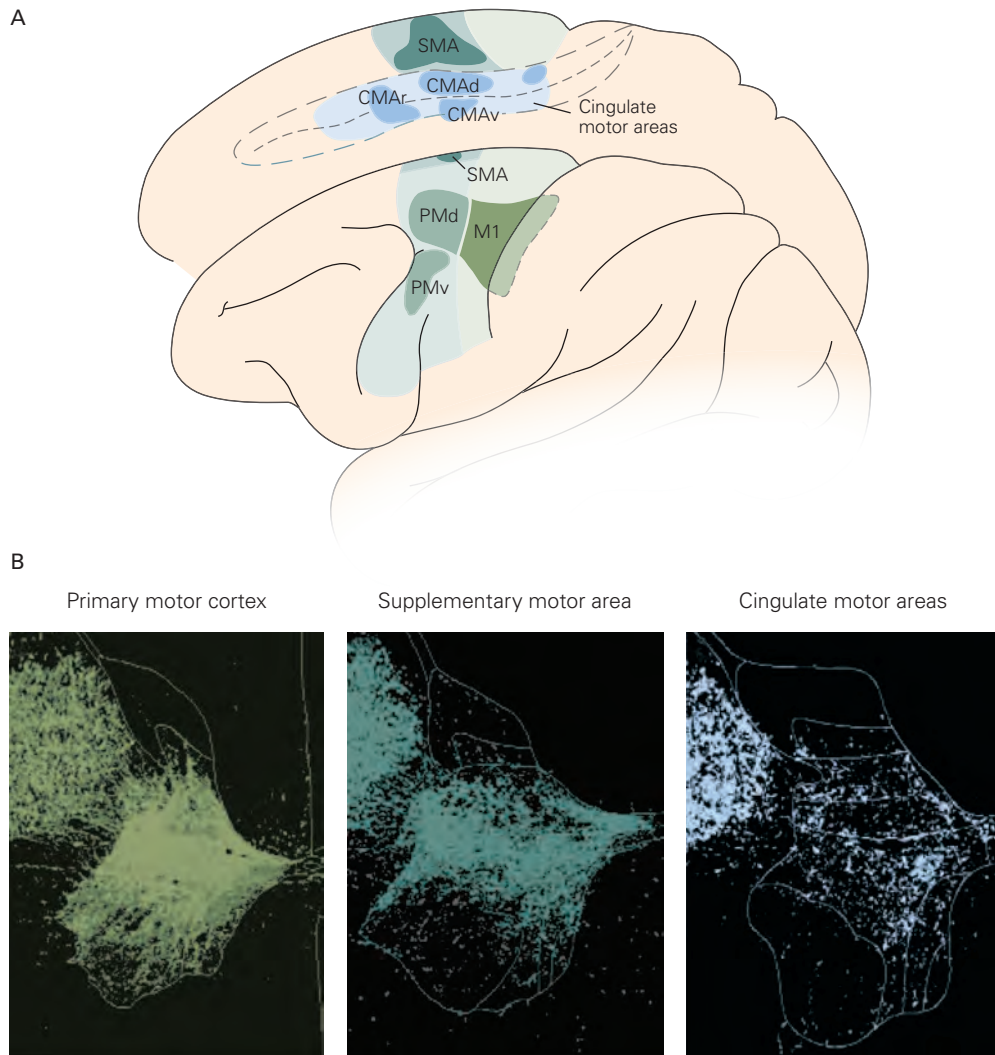 A
SMA
CMAd
CMAr
CMAv
Cingulate
motor areas
SMA
PMd
M1
PMv
B
Primary motor cortex
Supplementary motor area
Cingulate motor areas